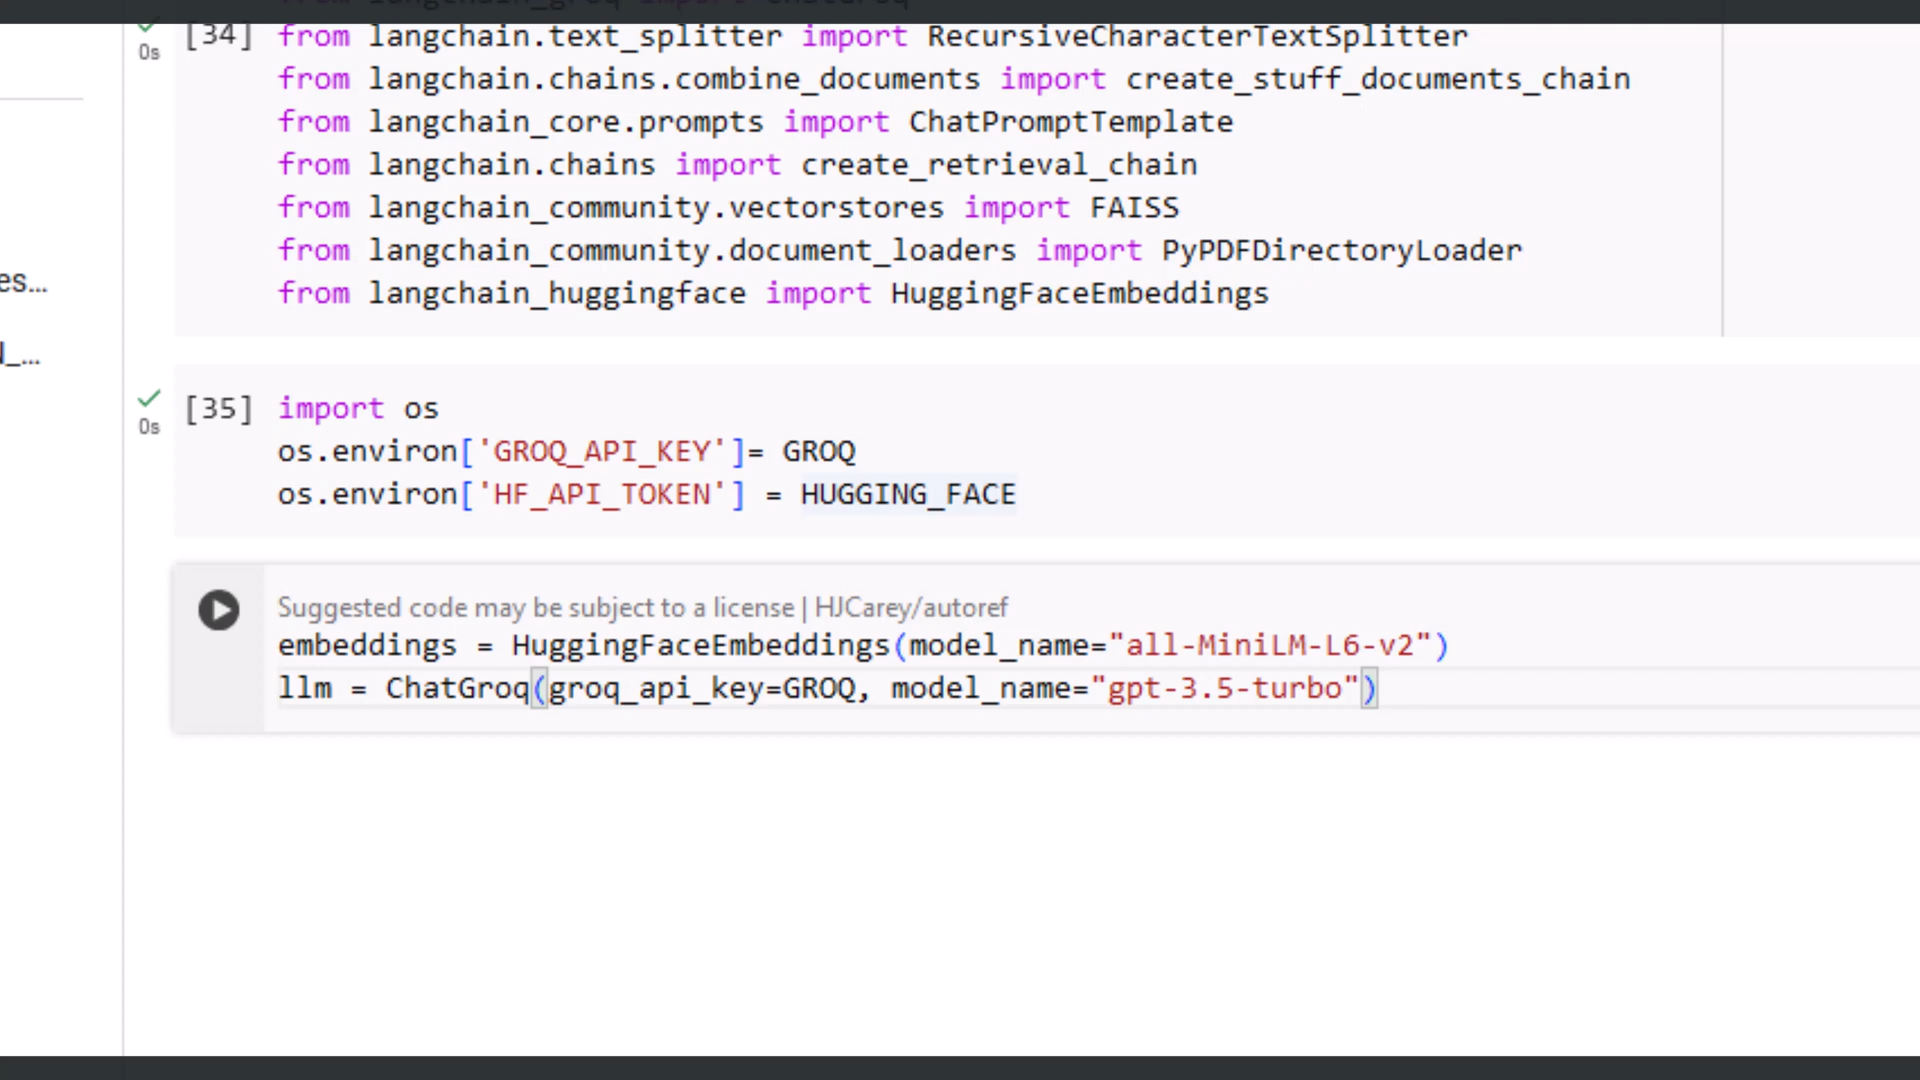 [34] from langchain.text_splitter import RecursiveCharacterTextSplitter
0s
from langchain.chains.combine_documents import create_stuff_documents_chain
from langchain_core.prompts import ChatPromptTemplate
from langchain.chains import create_retrieval_chain
from langchain_community.vectorstores import FAISS
from langchain_community.document_loaders import PyPDFDirectoryLoader
es...
from langchain_huggingface import HuggingFaceEmbeddings
[35] import os
0s
os.environ['GROQ_API_KEY']= GROQ
os.environ['HF_API_TOKEN'] = HUGGING_FACE
Suggested code may be subject to a license | HJCarey/autoref
embeddings = HuggingFaceEmbeddings(model_name="all-MiniLM-L6-v2")
llm = ChatGroq(groq_api_key=GROQ, model_name="gpt-3.5-turbo")